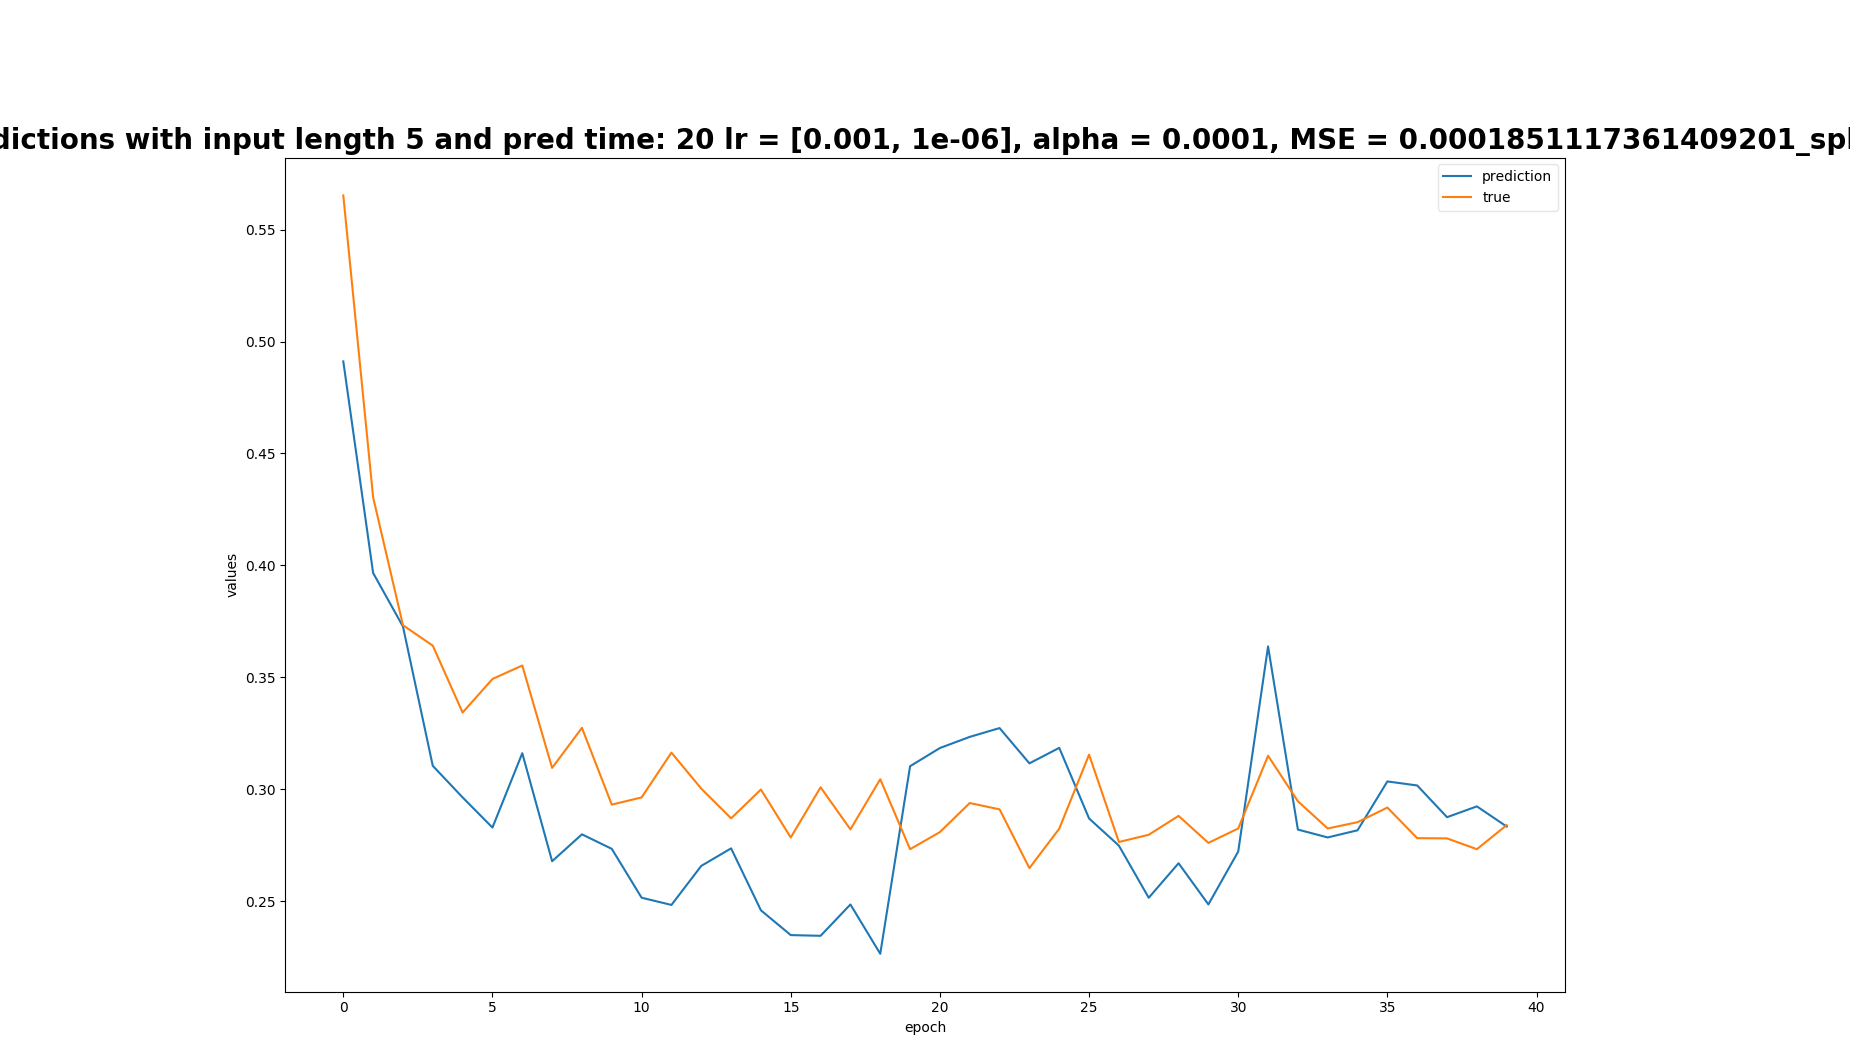 dictions with input length 5 and pred time: 20 lr = [0.001, 1e-06], alpha = 0.0001, MSE = 0.0001851117361409201_spl
prediction
true
0.55
0.50
0.45
0.40
0.35
0.30
0.25
values
0 5 10 15 20 25 30 35 40
epoch